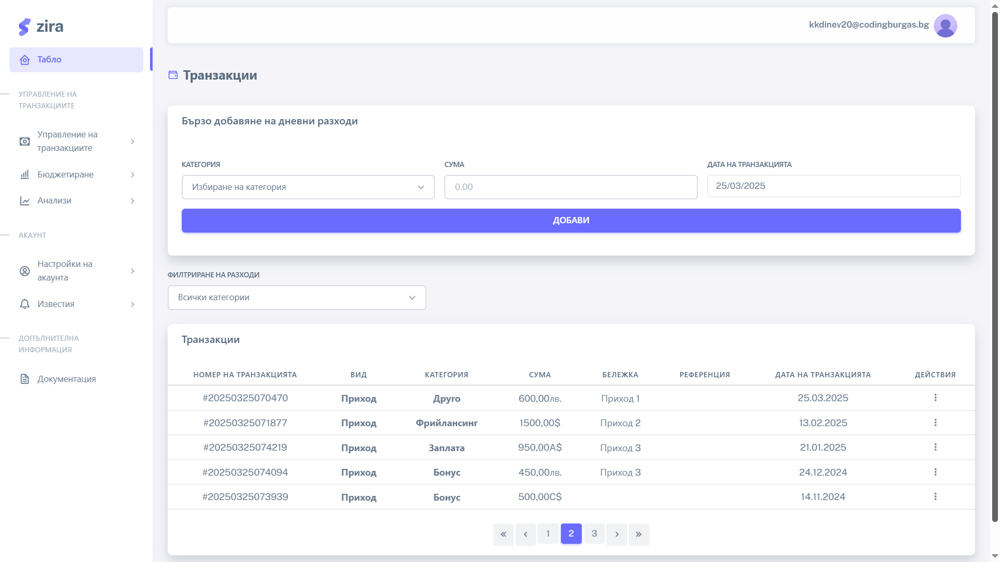 zira
kkdinev20@codingburgas.bg
Табло
УПРАВЛЕНИЕ НА
ТРАНЗАКЦИИТЕ
Управление на
транзакциите
Бюджетиране
Анализи
АКАУНТ
Настройки на
акаунта
Известия
ДОПЪЛНИТЕЛНА
ИНФОРМАЦИЯ
Документация
Транзакции
Бързо добавяне на дневни разходи
КАТЕГОРИЯ СУМА ДАТА НА ТРАНЗАКЦИЯТА
Избиране на категория 0.00 25/03/2025
ДОБАВИ
ФИЛТРИРАНЕ НА РАЗХОДИ
Всички категории
Транзакции
НОМЕР НА ТРАНЗАКЦИЯТА ВИД КАТЕГОРИЯ СУМА БЕЛЕЖКА РЕФЕРЕНЦИЯ ДАТА НА ТРАНЗАКЦИЯТА ДЕЙСТВИЯ
#20250325070470 Приход Друго 600,00лв. Приход 1 25.03.2025
#20250325071877 Приход Фрийлансинг 1500,00$ Приход 2 13.02.2025
#20250325074219 Приход Заплата 950,00A$ Приход 3 21.01.2025
#20250325074094 Приход Бонус 450,00лв. Приход 3 24.12.2024
#20250325073939 Приход Бонус 500,00C$ 14.11.2024
« ‹ 1 2 3 › »